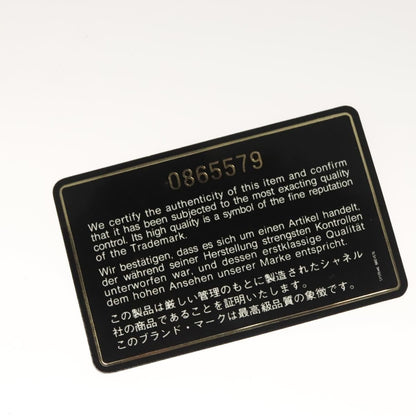 0865579
We certify the authenticity of this item and confirm
that it has been subjected to the most exacting quality
control. Its high quality is a symbol of the fine reputation
of the Trademark.
Wir bestätigen, dass es sich um einen Artikel handelt,
der während seiner Herstellung strengsten Kontrollen
unterworfen war, und dessen erstklassige Qualität
dem hohen Ansehen unserer Marke entspricht.
この製品は厳しい管理のもとに製造されたシャネル
社の商品であることを証明いたします。
このブランド・マークは最高級品質の象徴です。